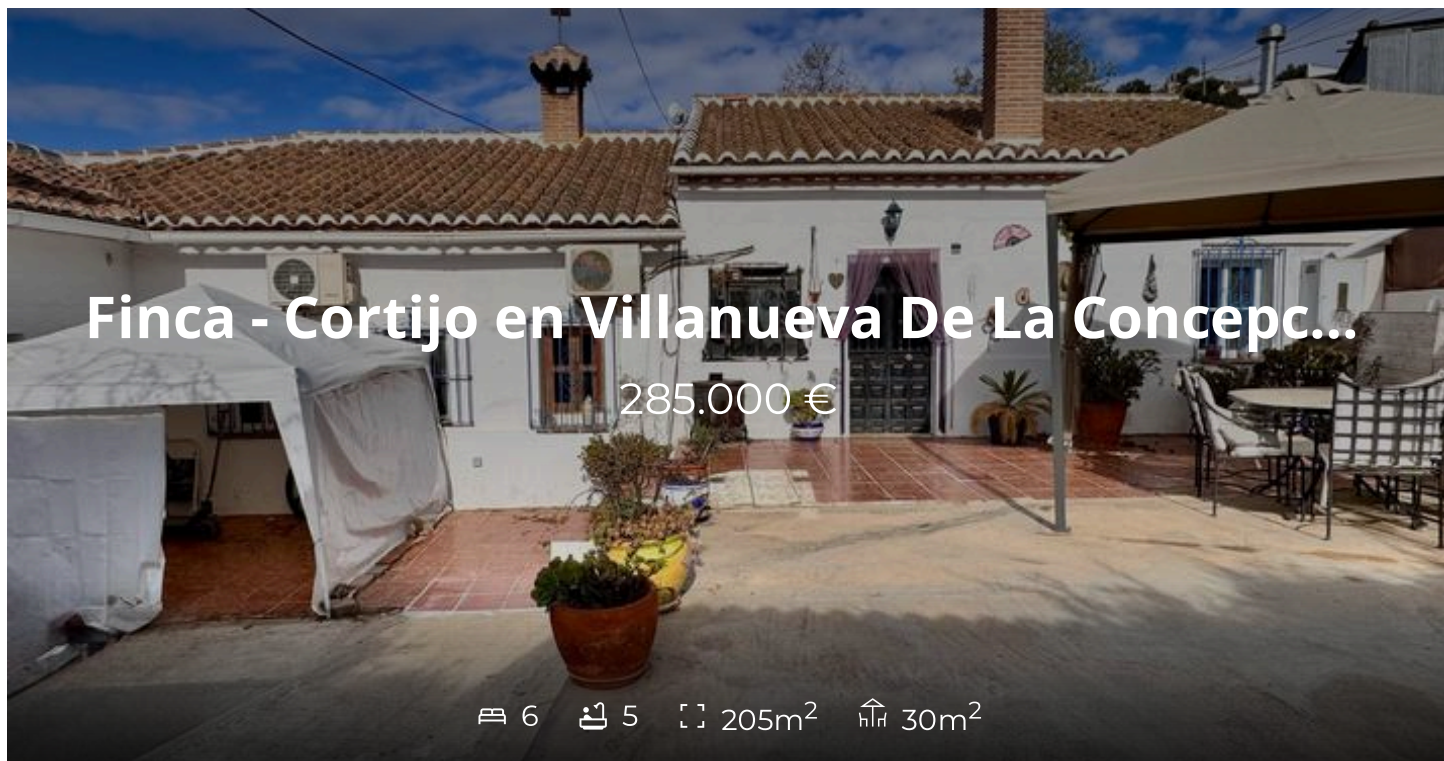 Finca - Cortijo en Villanueva De La Concepc...
285.000 €
6 5 205m² 30m²